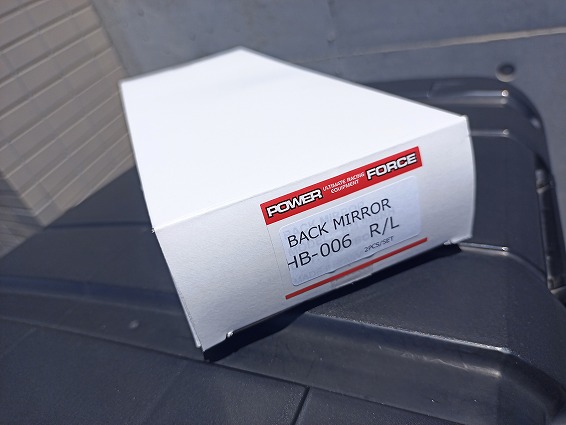 POWER ULTIMATE RACING EQUIPMENT FORCE
BACK MIRROR
HB-006 R/L
2PCS/SET